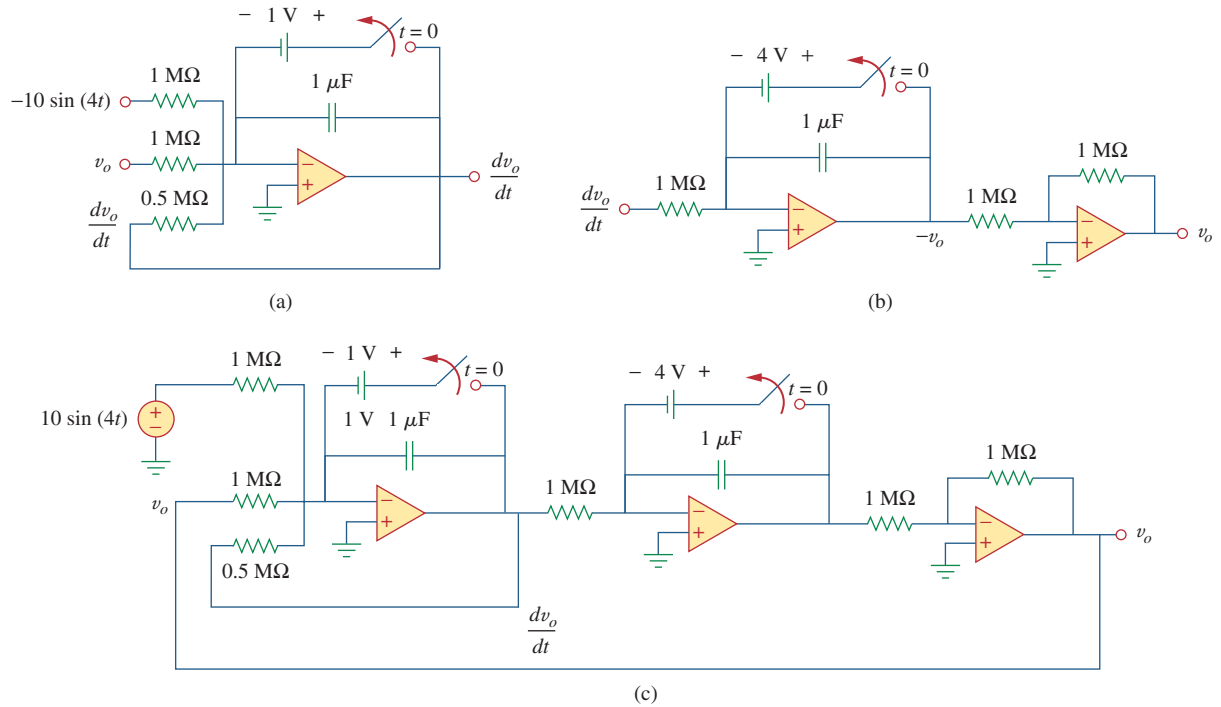 − 1 V +
t = 0
1 MΩ
1 μF
−10 sin (4t)
1 MΩ
v_o
− +
0.5 MΩ
dv_o/dt
dv_o/dt
(a)
− 4 V +
t = 0
1 μF
1 MΩ
dv_o/dt
1 MΩ
− +
1 MΩ
− +
−v_o
v_o
(b)
− 1 V +
t = 0
1 MΩ
1 V 1 μF
10 sin (4t)
+ −
1 MΩ
v_o
− +
0.5 MΩ
dv_o/dt
− 4 V +
t = 0
1 μF
1 MΩ
− +
1 MΩ
1 MΩ
− +
v_o
(c)